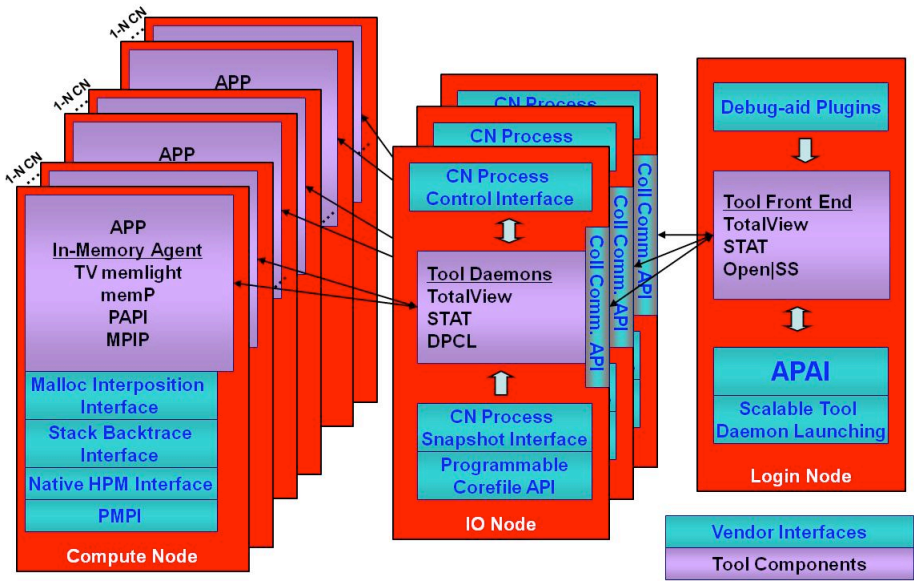 1-N CN
1-N CN
1-N CN
APP
APP
APP
In-Memory Agent
TV memlight
memP
PAPI
MPIP
Malloc Interposition
Interface
Stack Backtrace
Interface
Native HPM Interface
PMPI
Compute Node
CN Process
CN Process
CN Process
Control Interface
Coll Comm. API
Coll Comm. API
Coll Comm. API
Tool Daemons
TotalView
STAT
DPCL
CN Process
Snapshot Interface
Programmable
Corefile API
IO Node
Debug-aid Plugins
Tool Front End
TotalView
STAT
Open|SS
APAI
Scalable Tool
Daemon Launching
Login Node
Vendor Interfaces
Tool Components